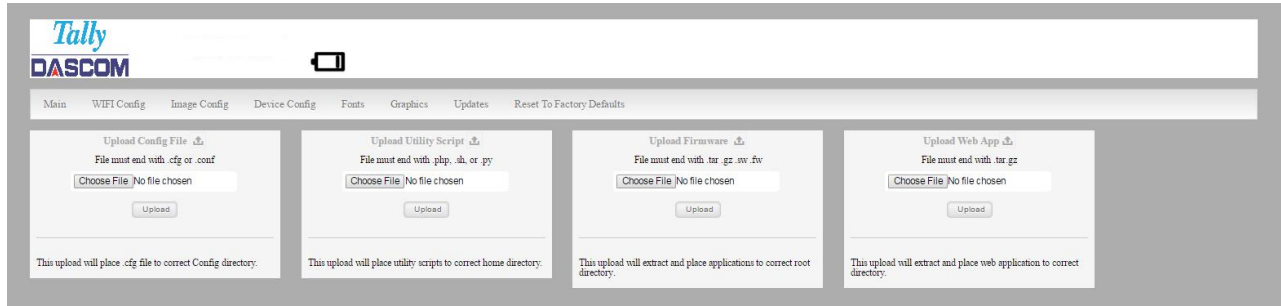 Tally
DASCOM
Main WIFI Config Image Config Device Config Fonts Graphics Updates Reset To Factory Defaults
Upload Config File
File must end with .cfg or .conf
Choose File No file chosen
Upload
This upload will place .cfg file to correct Config directory.
Upload Utility Script
File must end with .php, .sh, or .py
Choose File No file chosen
Upload
This upload will place utility scripts to correct home directory.
Upload Firmware
File must end with .tar .gz .sw .fw
Choose File No file chosen
Upload
This upload will extract and place applications to correct root
directory.
Upload Web App
File must end with .tar.gz
Choose File No file chosen
Upload
This upload will extract and place web application to correct
directory.